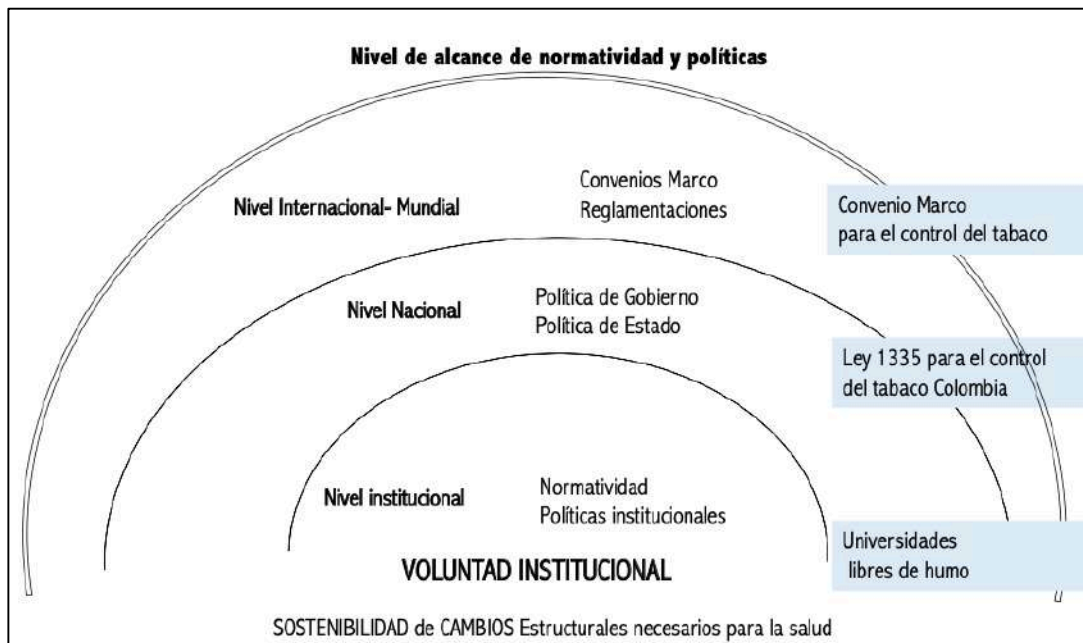 Nivel de alcance de normatividad y políticas
Nivel Internacional- Mundial
Convenios Marco
Reglamentaciones
Convenio Marco
para el control del tabaco
Nivel Nacional
Política de Gobierno
Política de Estado
Ley 1335 para el control
del tabaco Colombia
Nivel institucional
Normatividad
Políticas institucionales
Universidades
libres de humo
VOLUNTAD INSTITUCIONAL
SOSTENIBILIDAD de CAMBIOS Estructurales necesarios para la salud